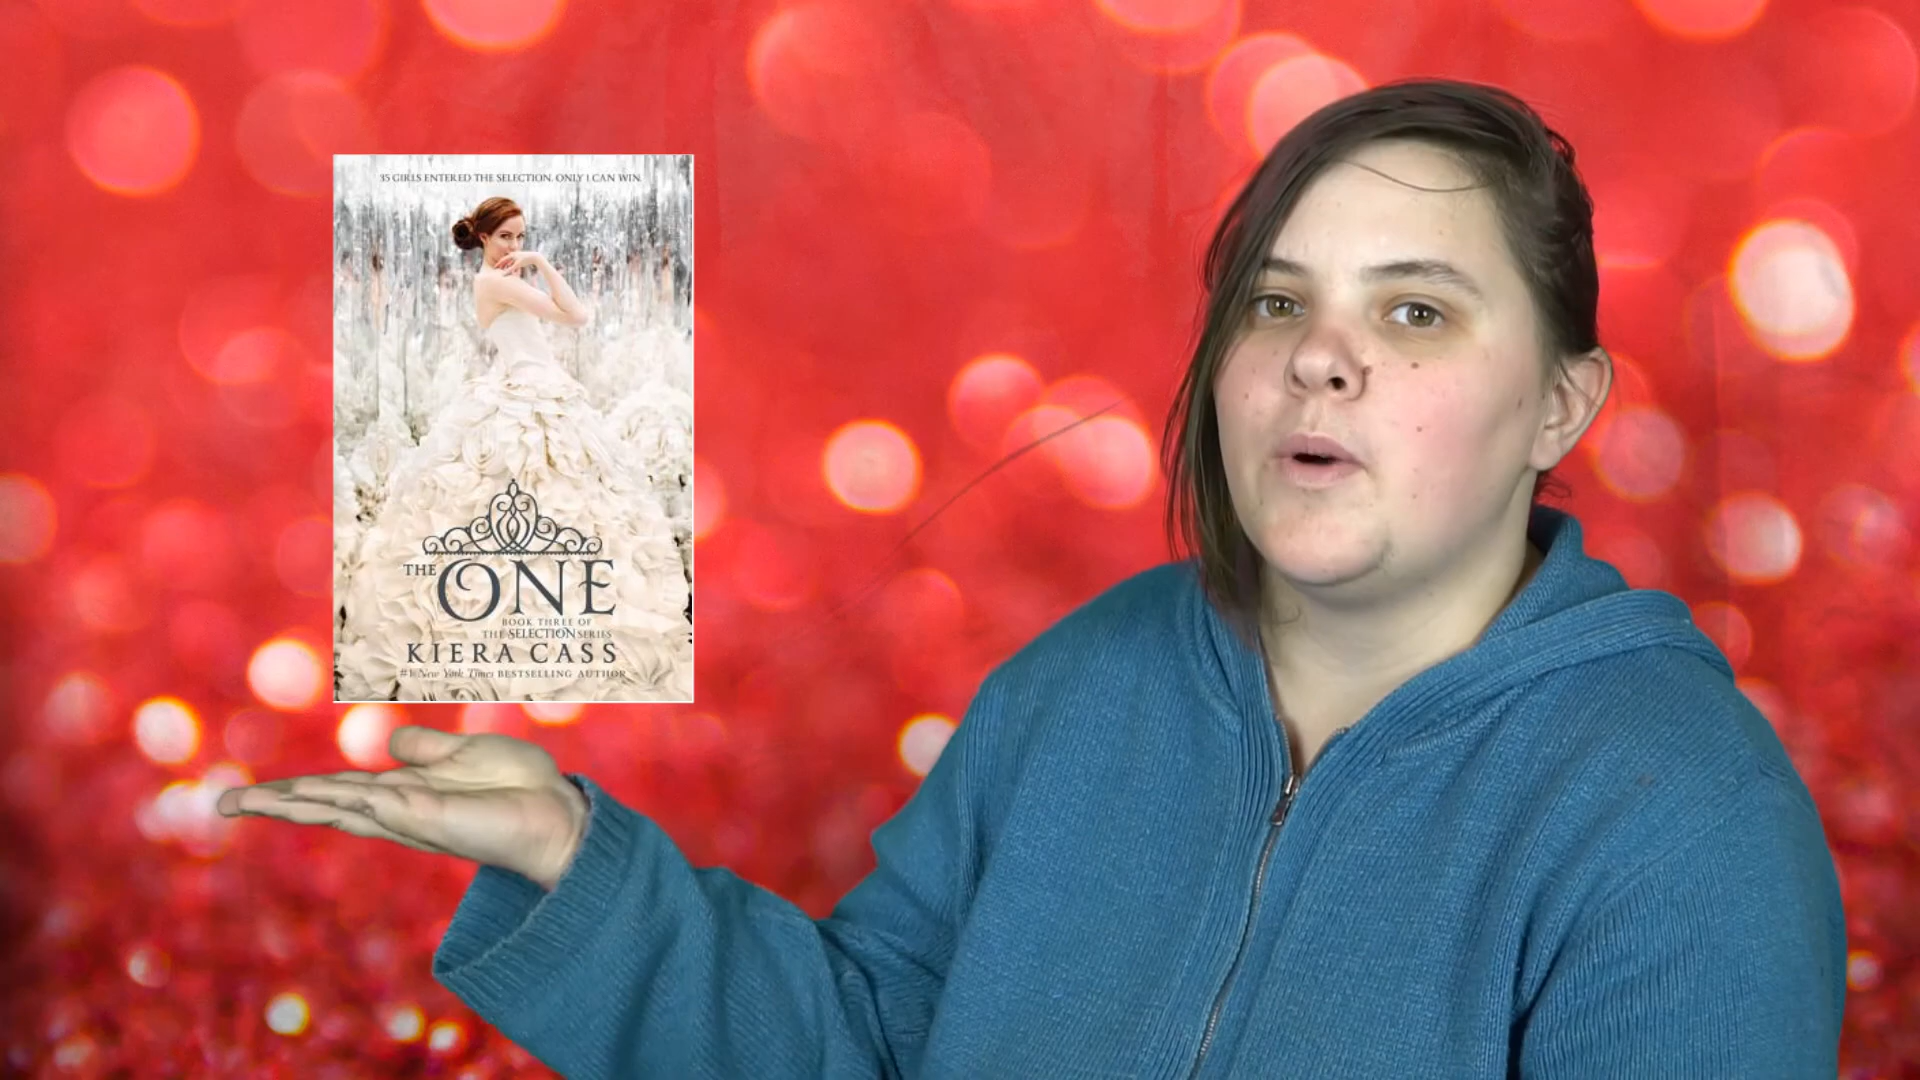 35 GIRLS ENTERED THE SELECTION. ONLY I CAN WIN.
THE ONE
BOOK THREE OF
THE SELECTION SERIES
KIERA CASS
#1 New York Times BESTSELLING AUTHOR